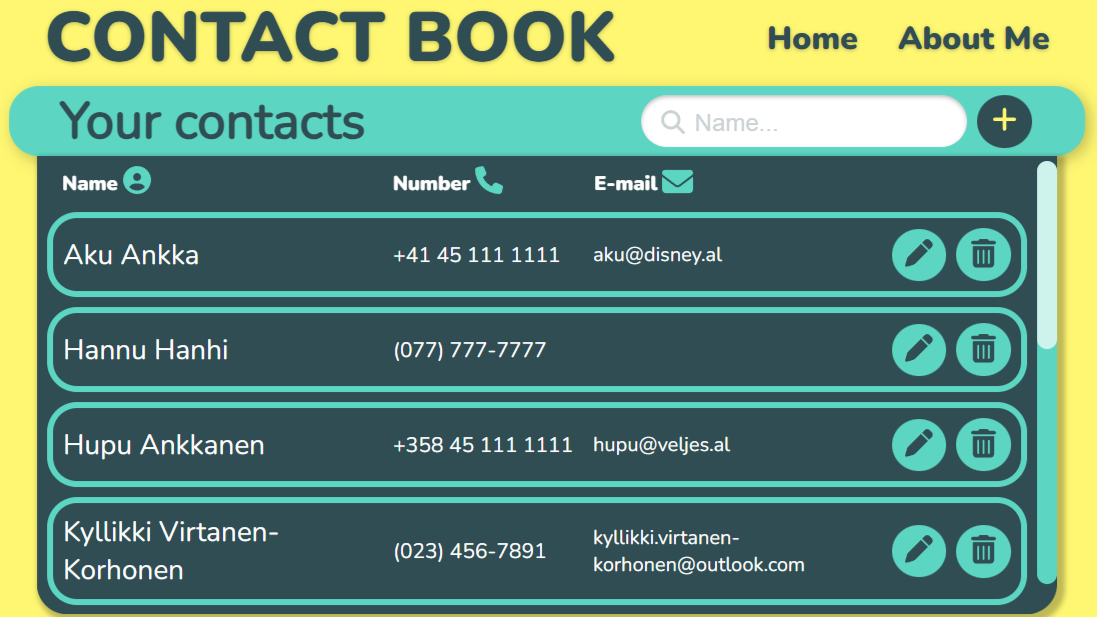 CONTACT BOOK
Home About Me
Your contacts
Name...
+
Name Number E-mail
Aku Ankka +41 45 111 1111 aku@disney.al
Hannu Hanhi (077) 777-7777
Hupu Ankkanen +358 45 111 1111 hupu@veljes.al
Kyllikki Virtanen-
Korhonen
(023) 456-7891
kyllikki.virtanen-
korhonen@outlook.com